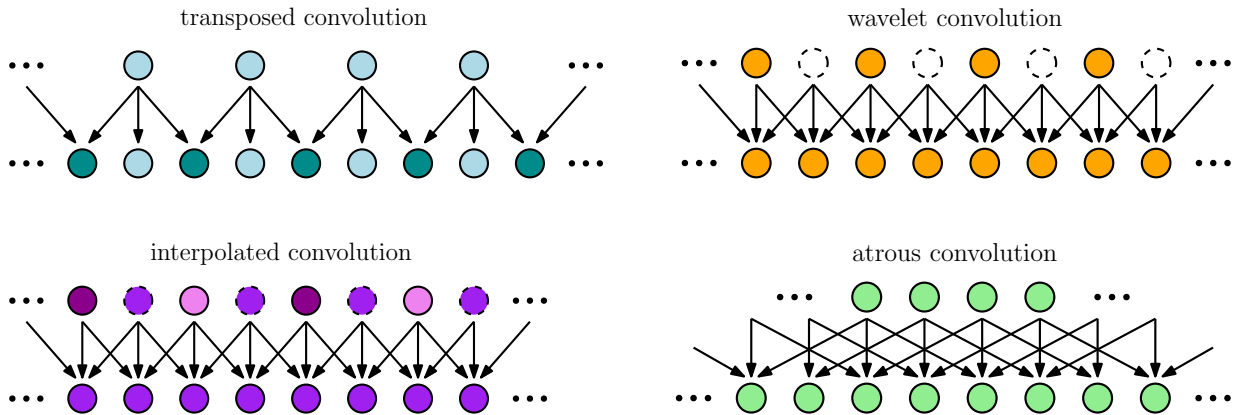 transposed convolution
wavelet convolution
interpolated convolution
atrous convolution